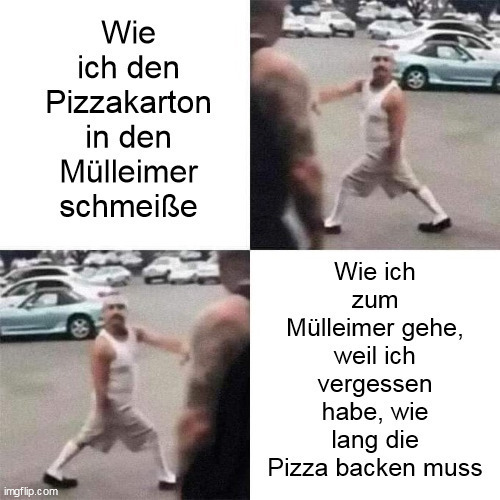 Wie
ich den
Pizzakarton
in den
Mülleimer
schmeiße
Wie ich
zum
Mülleimer gehe,
weil ich
vergessen
habe, wie
lang die
Pizza backen muss
imgflip.com